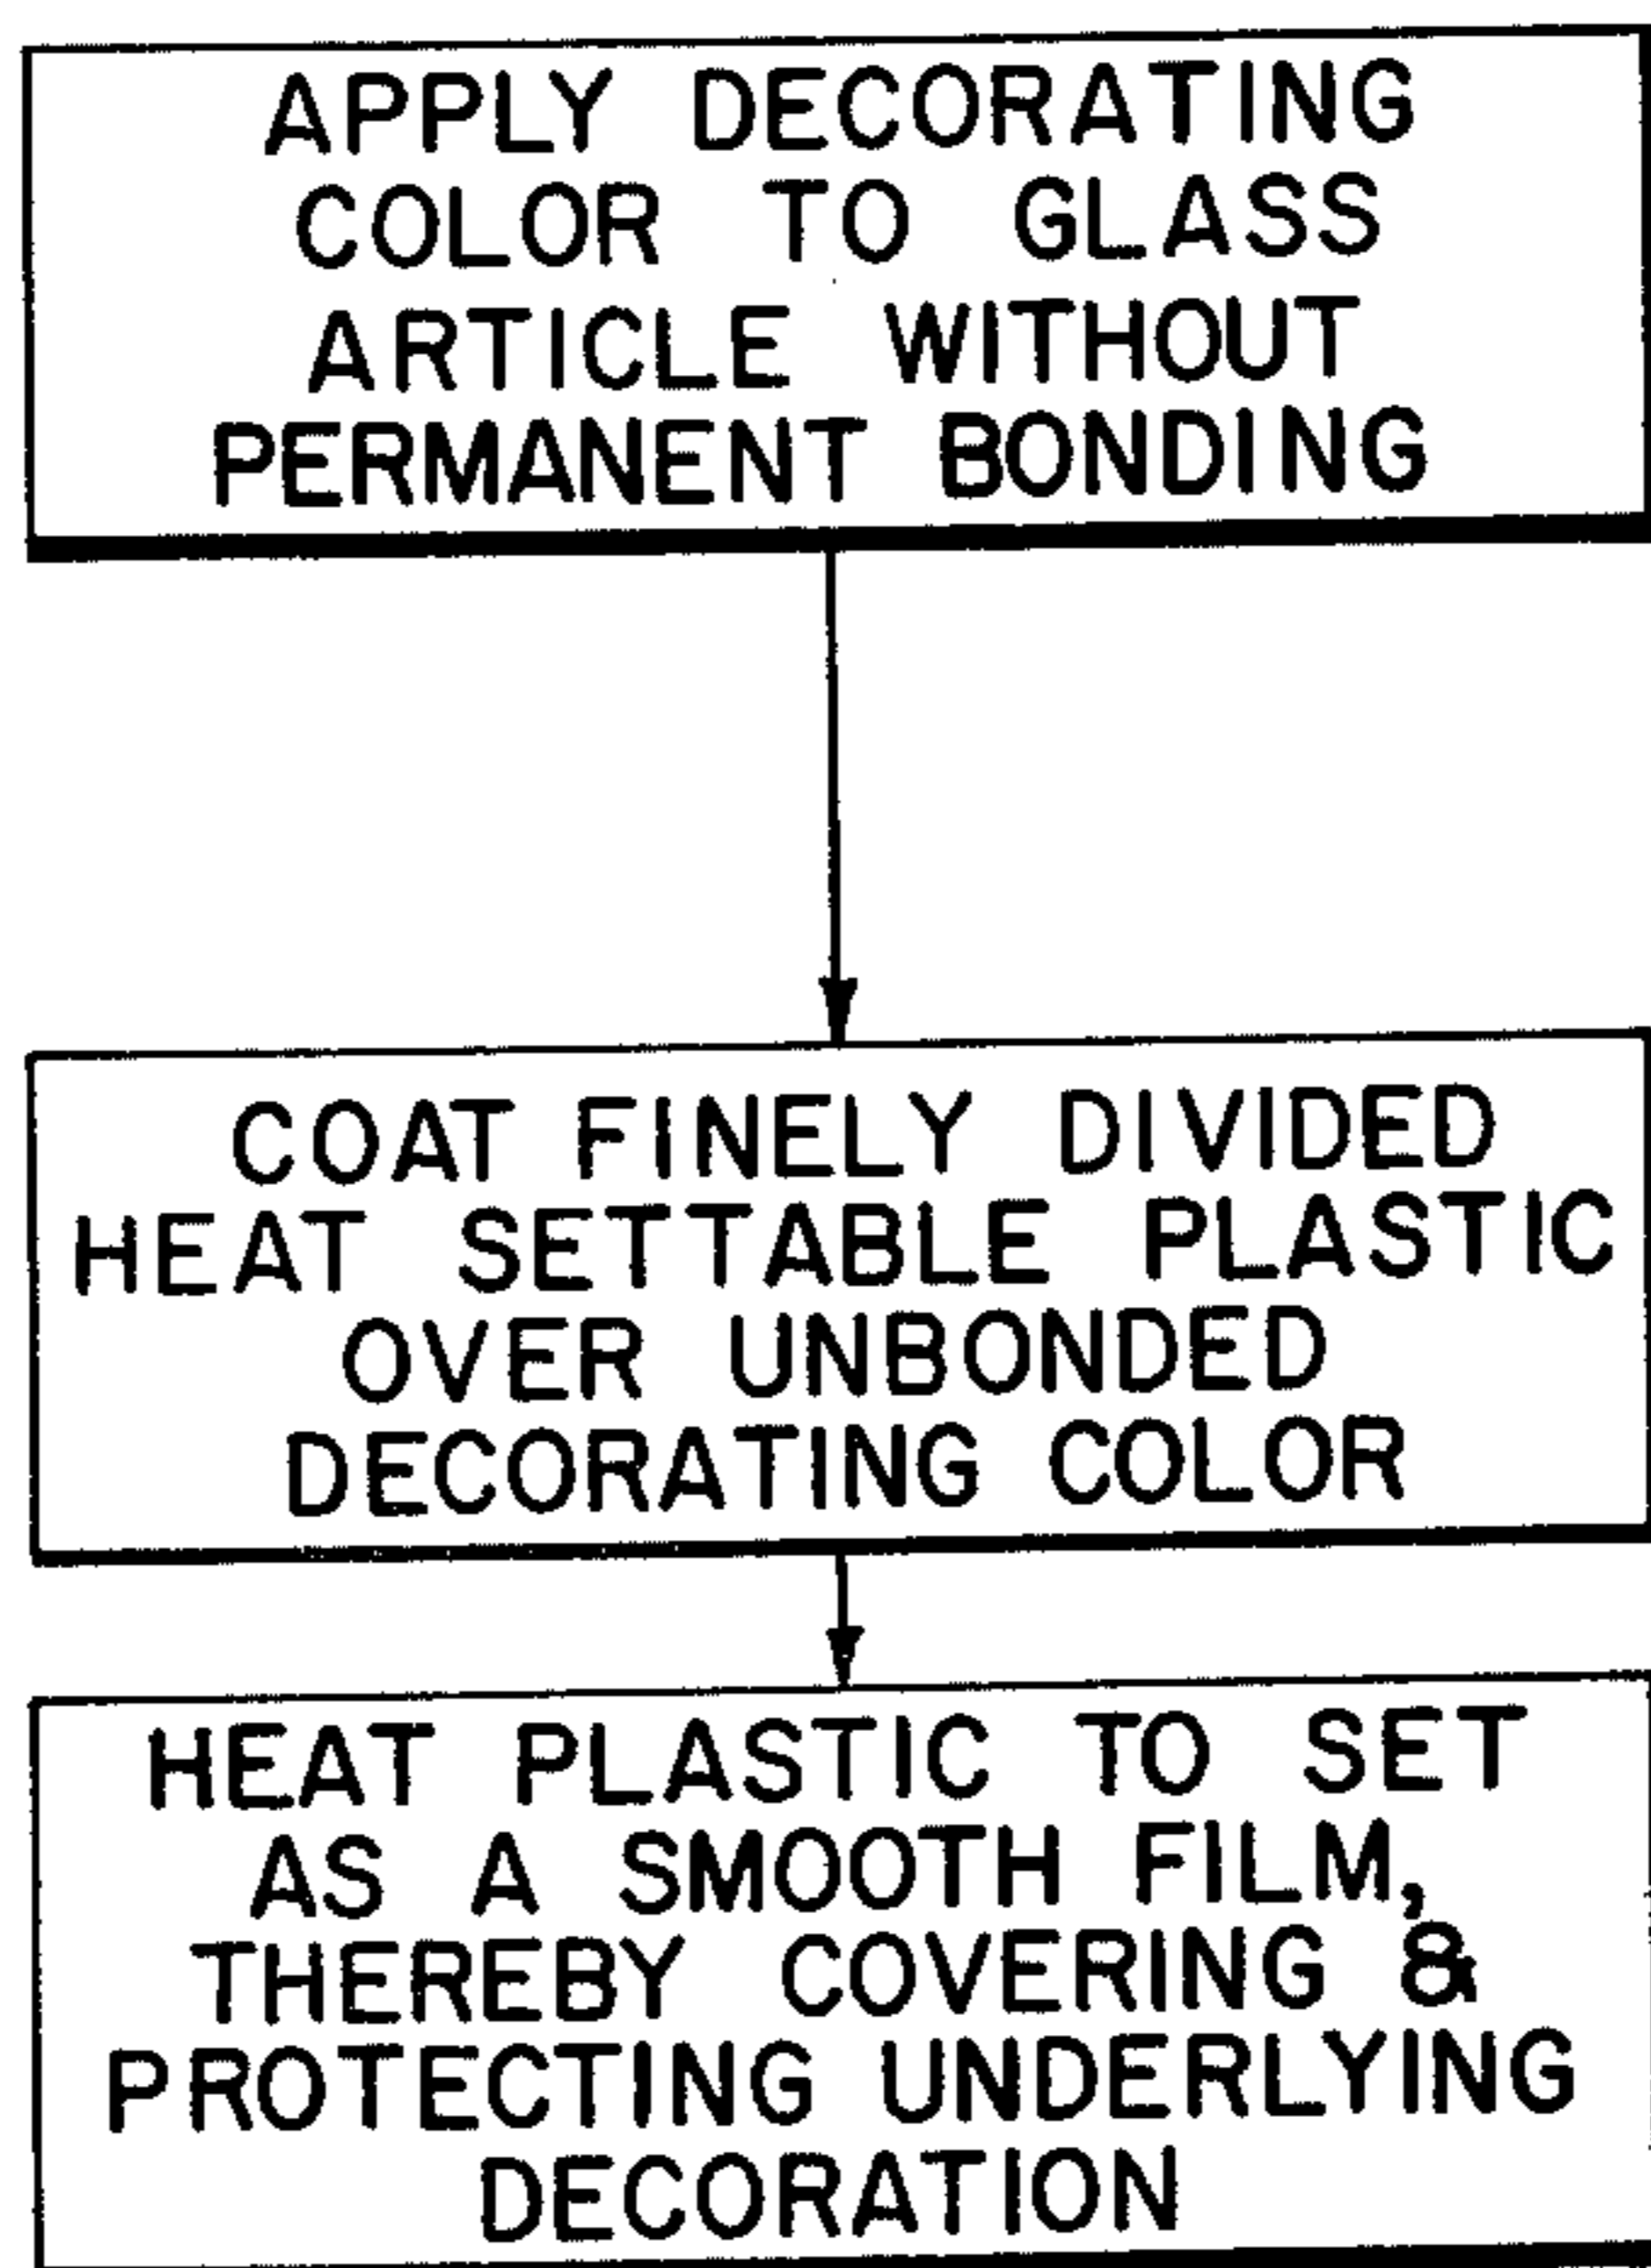 APPLY DECORATING
COLOR TO GLASS
ARTICLE WITHOUT
PERMANENT BONDING
COAT FINELY DIVIDED
HEAT SETTABLE PLASTIC
OVER UNBONDED
DECORATING COLOR
HEAT PLASTIC TO SET
AS A SMOOTH FILM,
THEREBY COVERING &
PROTECTING UNDERLYING
DECORATION